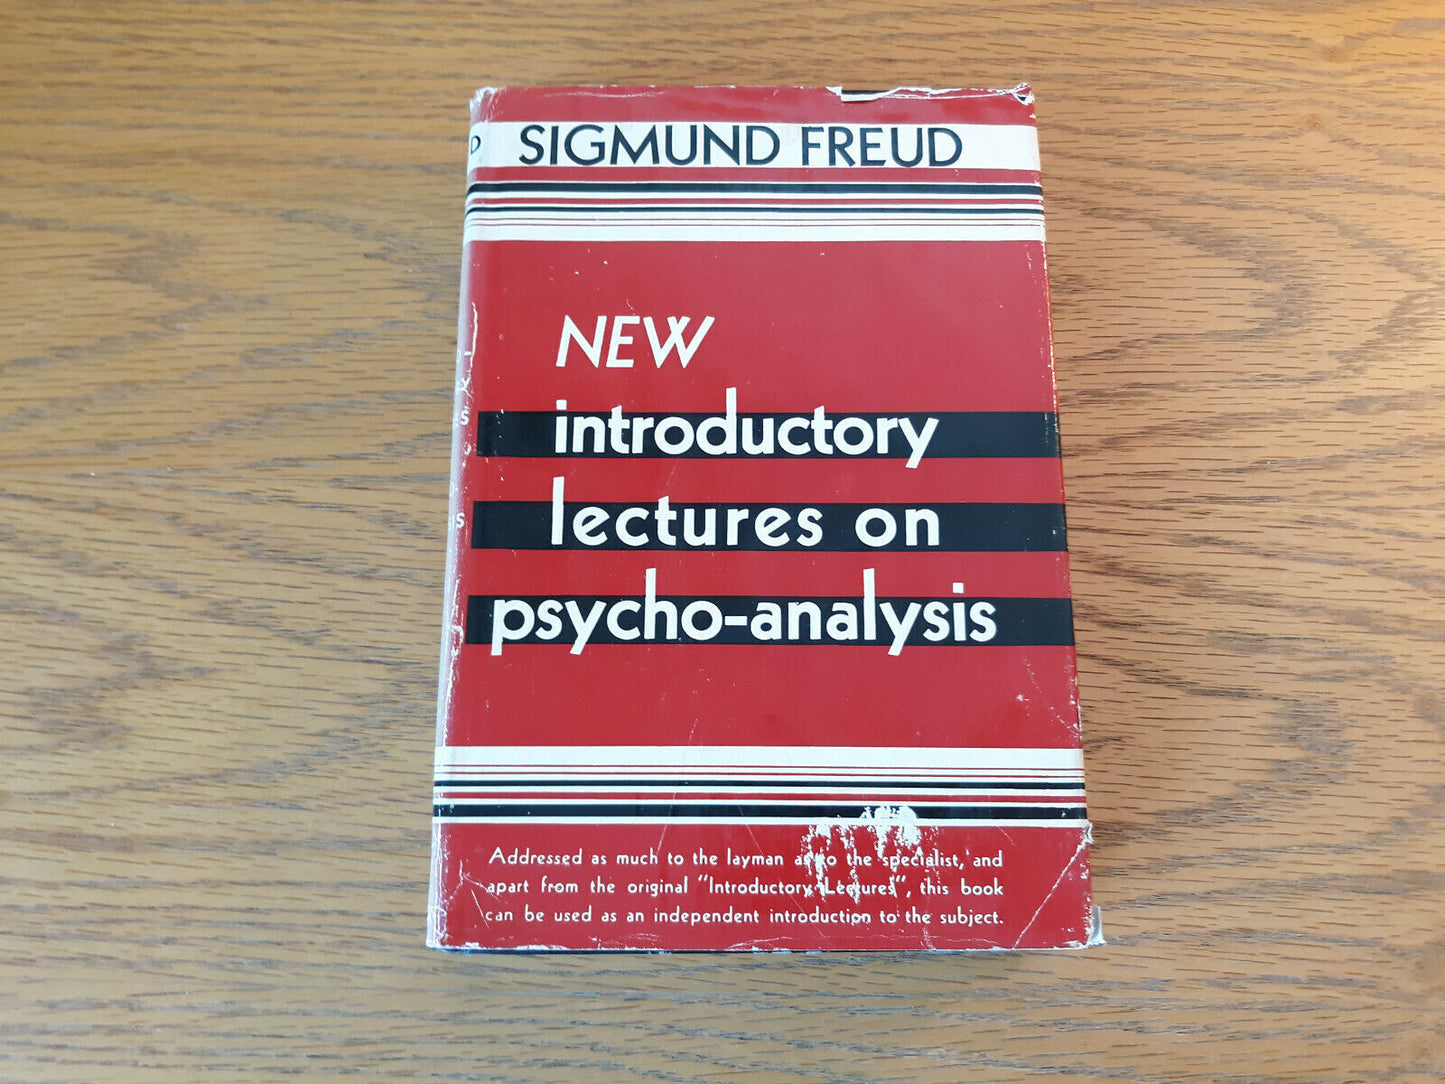 SIGMUND FREUD
NEW
introductory
lectures on
psycho-analysis
Addressed as much to the layman as to the specialist, and
apart from the original "Introductory Lectures", this book
can be used as an independent introduction to the subject.